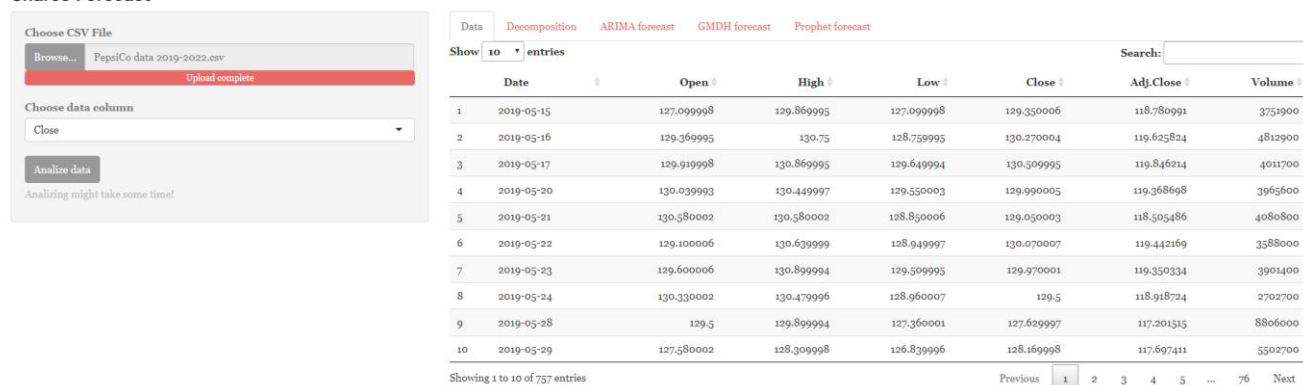 Choose CSV File
Browse... PepsiCo data 2019-2022.csv
Upload complete
Choose data column
Close
Analize data
Analizing might take some time!
Data Decomposition ARIMA forecast GMDH forecast Prophet forecast
Show 10 entries Search:
Date Open High Low Close Adj.Close Volume
1 2019-05-15 127.099998 129.869995 127.099998 129.350006 118.780991 3751900
2 2019-05-16 129.369995 130.75 128.759995 130.270004 119.625824 4812900
3 2019-05-17 129.919998 130.869995 129.649994 130.509995 119.846214 4011700
4 2019-05-20 130.039993 130.449997 129.550003 129.990005 119.368698 3965600
5 2019-05-21 130.580002 130.580002 128.850006 129.050003 118.505486 4080800
6 2019-05-22 129.100006 130.639999 128.949997 130.070007 119.442169 3588000
7 2019-05-23 129.600006 130.899994 129.509995 129.970001 119.350334 3901400
8 2019-05-24 130.330002 130.479996 128.960007 129.5 118.918724 2702700
9 2019-05-28 129.5 129.899994 127.360001 127.629997 117.201515 8806000
10 2019-05-29 127.580002 128.309998 126.839996 128.169998 117.697411 5502700
Showing 1 to 10 of 757 entries Previous 1 2 3 4 5 ... 76 Next